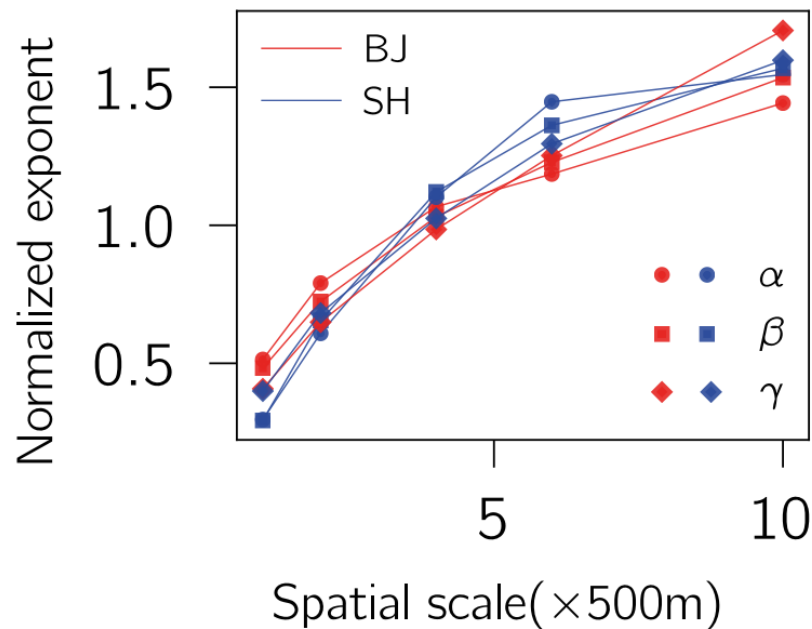 Normalized exponent
1.5
1.0
0.5
BJ
SH
α
β
γ
5 10
Spatial scale(×500m)